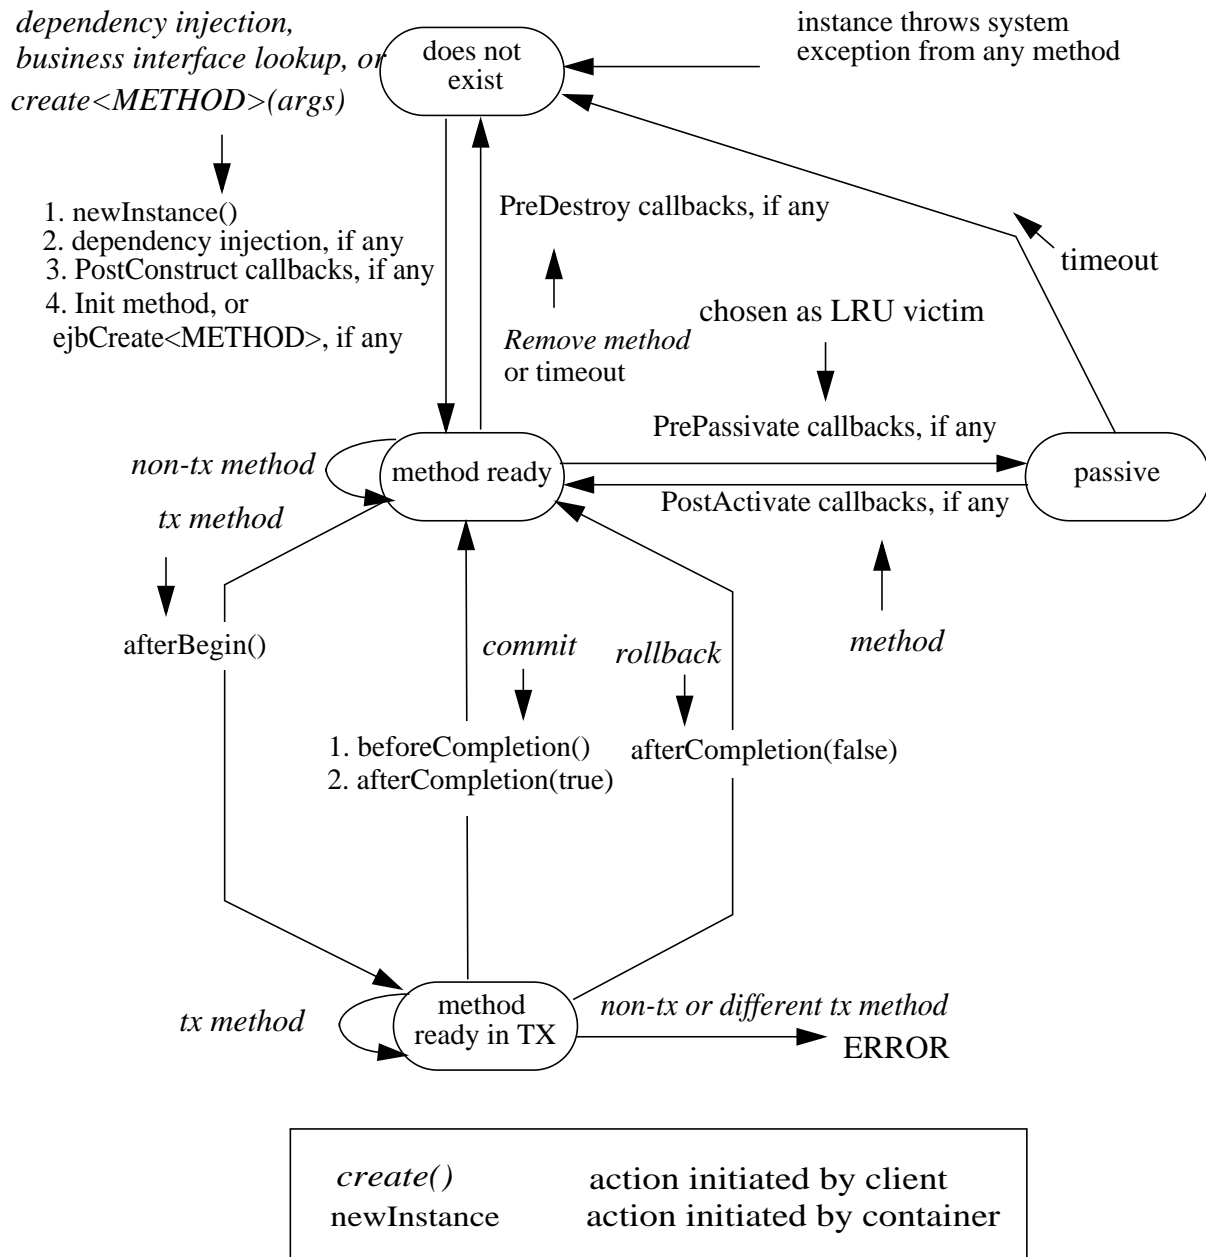 dependency injection,
business interface lookup, or
create<METHOD>(args)
does not
exist
instance throws system
exception from any method
1. newInstance()
2. dependency injection, if any
3. PostConstruct callbacks, if any
4. Init method, or
ejbCreate<METHOD>, if any
PreDestroy callbacks, if any
Remove method
or timeout
timeout
chosen as LRU victim
PrePassivate callbacks, if any
non-tx method
method ready
passive
PostActivate callbacks, if any
tx method
afterBegin()
commit
rollback
method
1. beforeCompletion()
2. afterCompletion(true)
afterCompletion(false)
tx method
method
ready in TX
non-tx or different tx method
ERROR
create() action initiated by client
newInstance action initiated by container